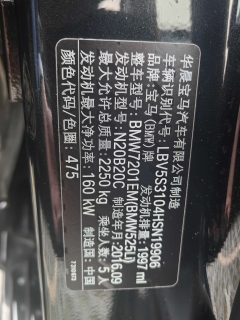 华晨宝马汽车有限公司制造
车辆识别代号: LBV5S3104HSN19906
品牌: 宝马(BMW)牌 发动机排量: 1997 ml
整车型号: BMW7201EM(BMW525Li)
发动机型号: N20B20C 制造年月: 2016.09
最大允许总质量: 2250 kg 乘坐人数: 5人
发动机最大净功率: 160 kW 制造国: 中国
颜色代码/色圈: 475